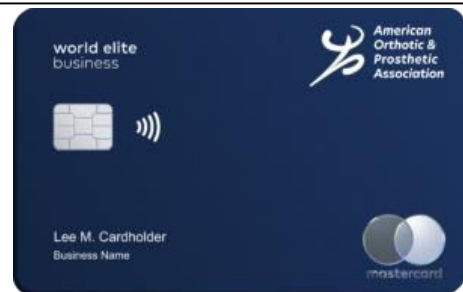 world elite
business
American
Orthotic &
Prosthetic
Association
Lee M. Cardholder
Business Name
mastercard